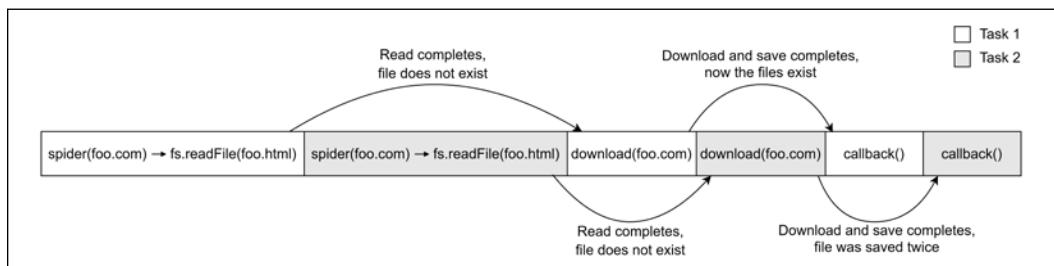 Task 1
Task 2
Read completes,
file does not exist
Download and save completes,
now the files exist
spider(foo.com) → fs.readFile(foo.html)
spider(foo.com) → fs.readFile(foo.html)
download(foo.com)
download(foo.com)
callback()
callback()
Read completes,
file does not exist
Download and save completes,
file was saved twice